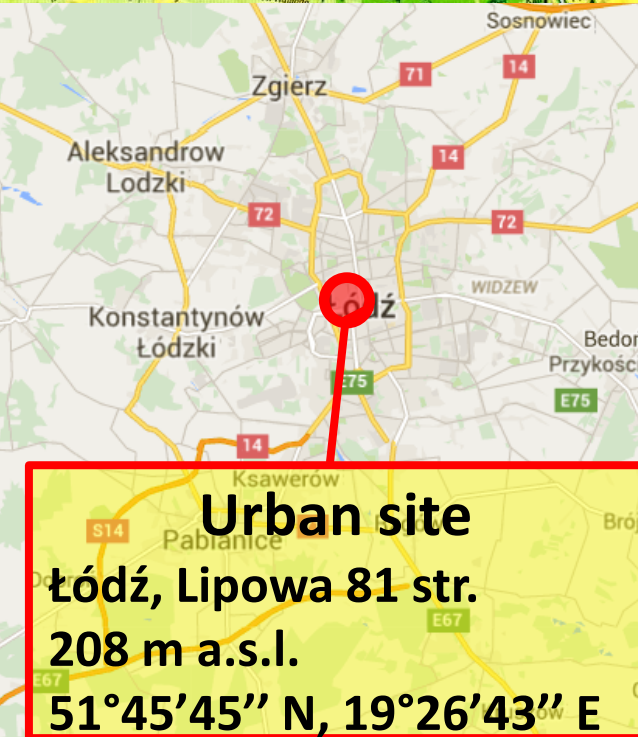 Sosnowiec
14
71
Zgierz
14
Aleksandrow
Lodzki
72
72
WIDZEW
Łódź
Konstantynów
Łódzki
Przykośc
E75
E75
14
Ksawerów
Urban site
S14
Pabianice
Łódź, Lipowa 81 str.
E67
208 m a.s.l.
E67
51°45’45’’ N, 19°26’43’’ E